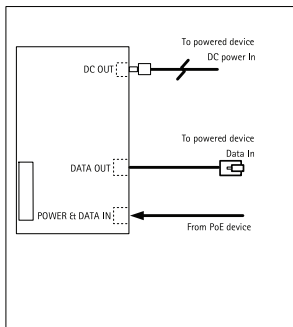 To powered device
DC power In
DC OUT
To powered device
Data In
DATA OUT
POWER & DATA IN
From PoE device